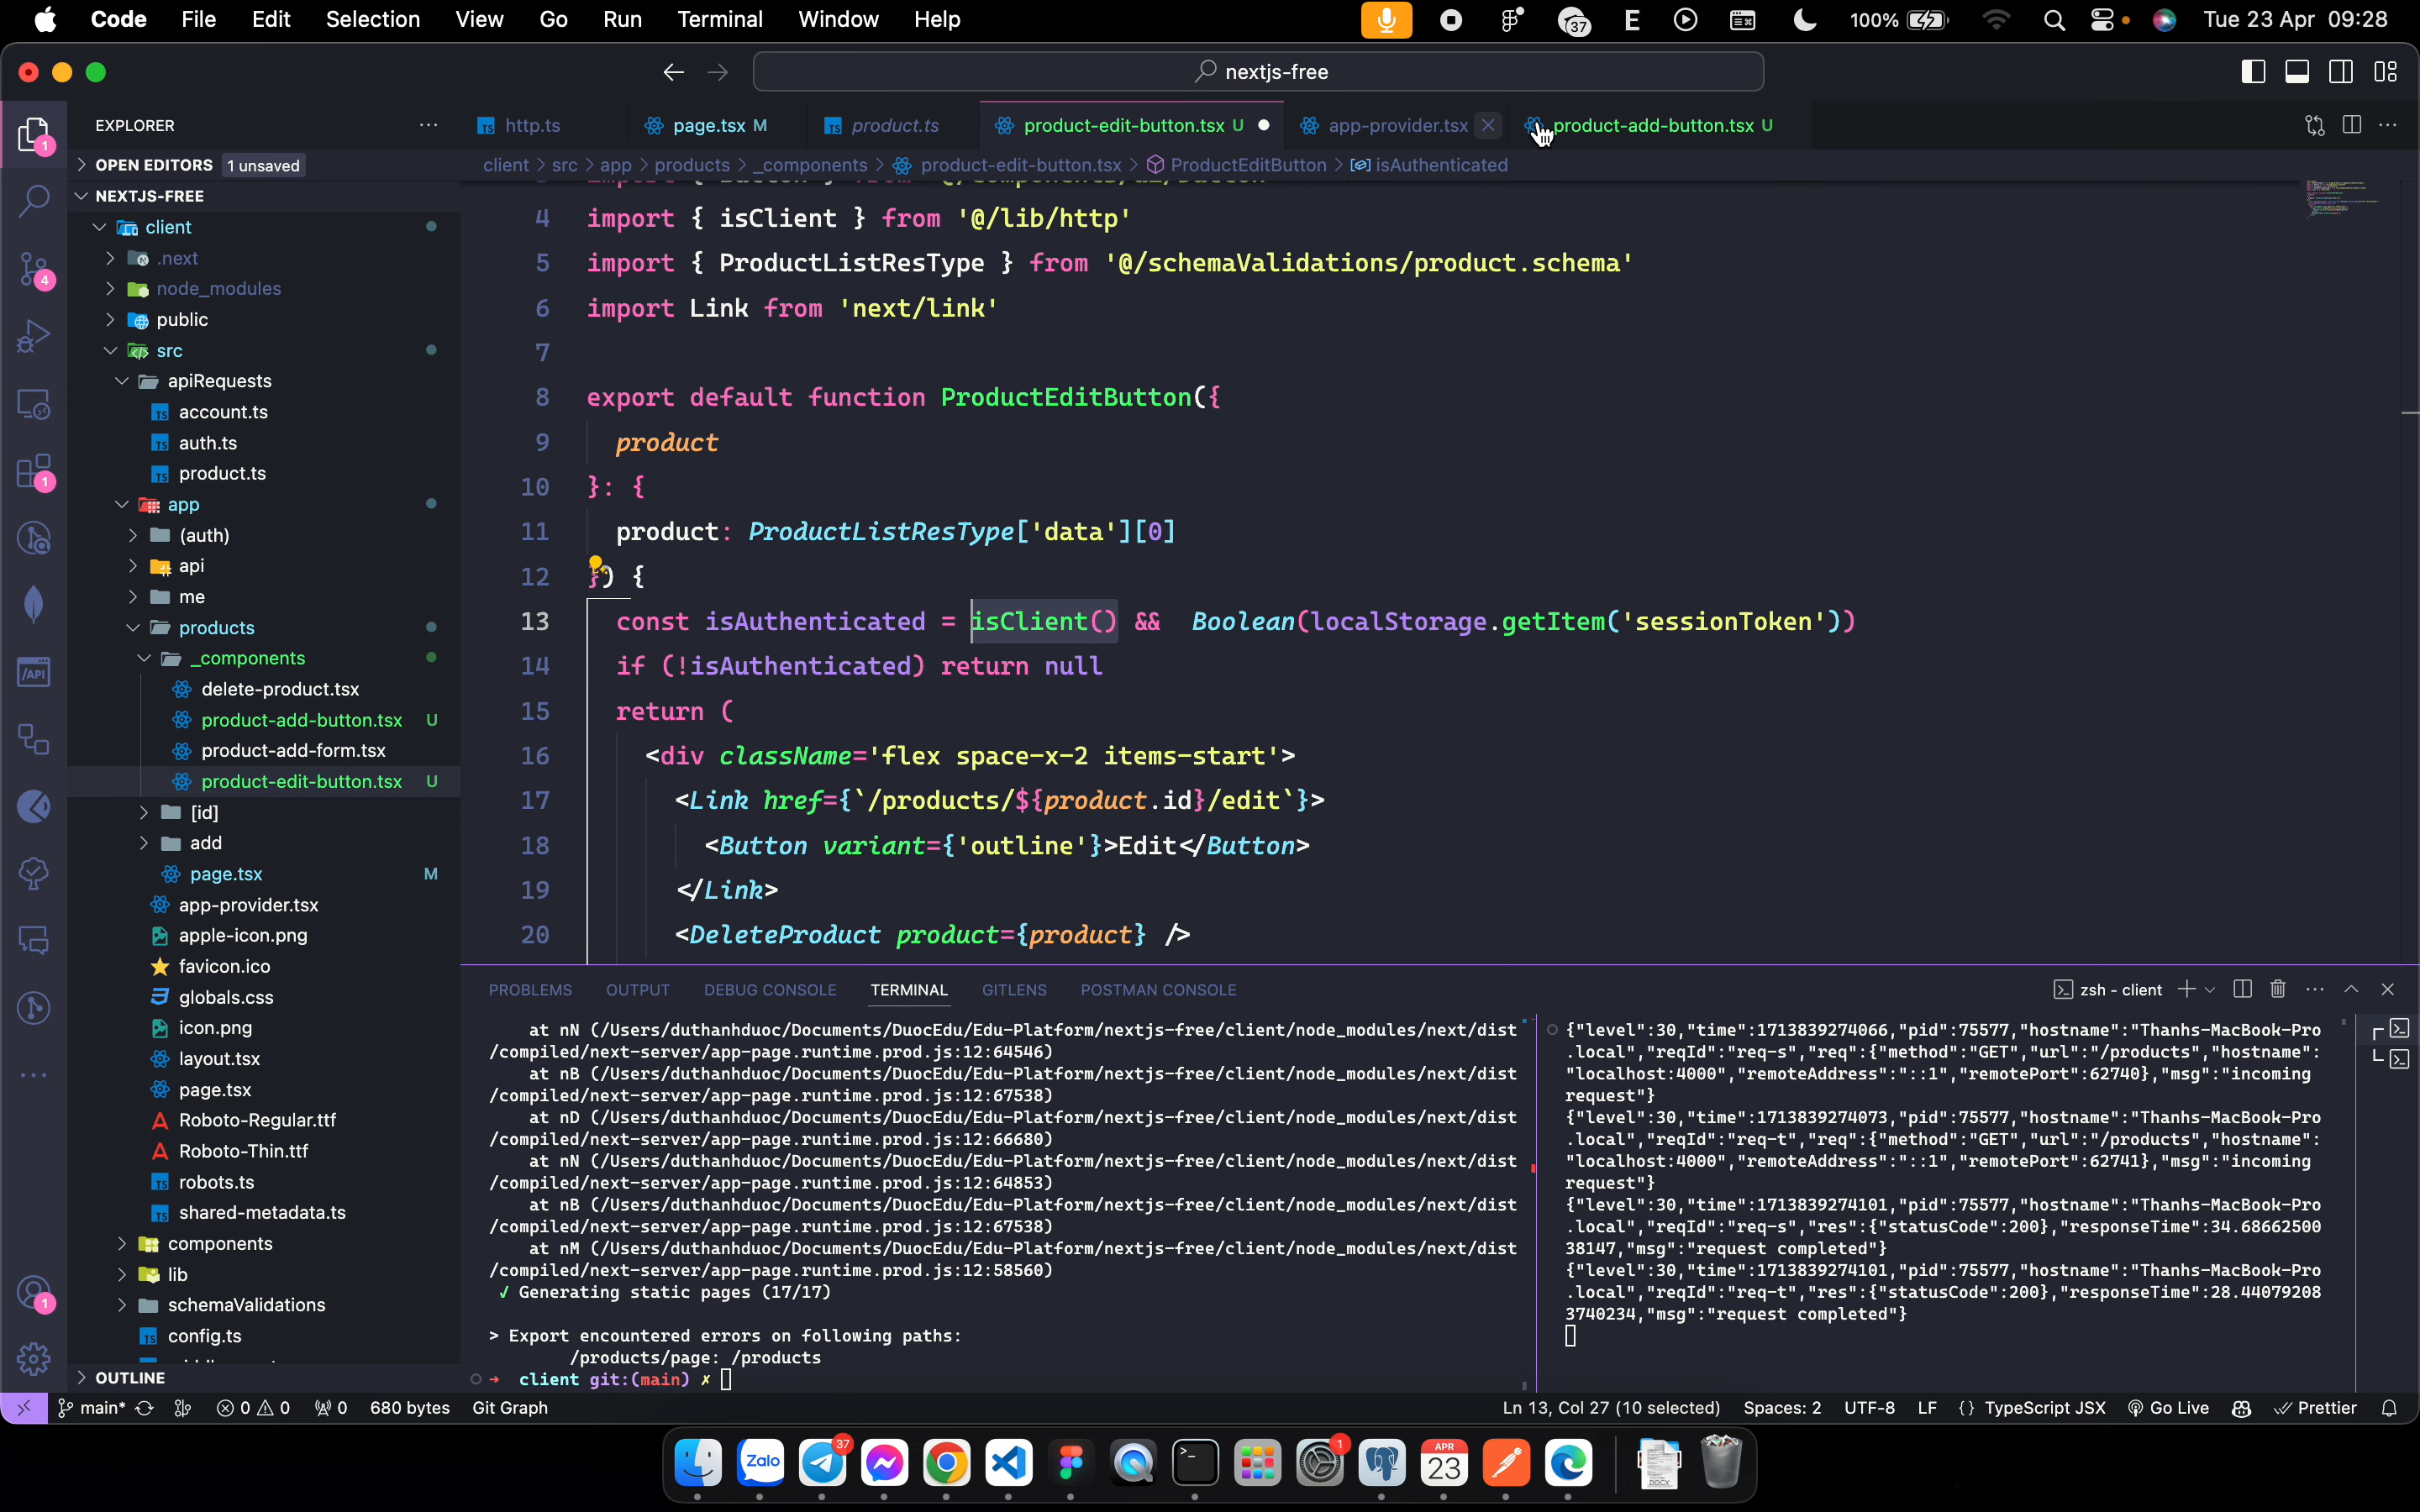 Code File Edit Selection View Go Run Terminal Window Help
37
E
100%
Tue 23 Apr 09:28
nextjs-free
EXPLORER
http.ts
page.tsx M
product.ts
product-edit-button.tsx U
app-provider.tsx
product-add-button.tsx U
OPEN EDITORS 1 unsaved
client > src > app > products > _components > product-edit-button.tsx > ProductEditButton > isAuthenticated
NEXTJS-FREE
client
.next
node_modules
public
src
apiRequests
account.ts
auth.ts
product.ts
app
(auth)
api
me
products
_components
delete-product.tsx
product-add-button.tsx U
product-add-form.tsx
product-edit-button.tsx U
[id]
add
page.tsx M
app-provider.tsx
apple-icon.png
favicon.ico
globals.css
icon.png
layout.tsx
page.tsx
Roboto-Regular.ttf
Roboto-Thin.ttf
robots.ts
shared-metadata.ts
components
lib
schemaValidations
config.ts
OUTLINE
1
4
1
/API
1
4 import { isClient } from '@/lib/http'
5 import { ProductListResType } from '@/schemaValidations/product.schema'
6 import Link from 'next/link'
7
8 export default function ProductEditButton({
9 product
10 }: {
11 product: ProductListResType['data'][0]
12 }) {
13 const isAuthenticated = isClient() && Boolean(localStorage.getItem('sessionToken'))
14 if (!isAuthenticated) return null
15 return (
16 <div className='flex space-x-2 items-start'>
17 <Link href={`/products/${product.id}/edit`}>
18 <Button variant={'outline'}>Edit</Button>
19 </Link>
20 <DeleteProduct product={product} />
PROBLEMS OUTPUT DEBUG CONSOLE TERMINAL GITLENS POSTMAN CONSOLE
zsh - client
at nN (/Users/duthanhduoc/Documents/DuocEdu/Edu-Platform/nextjs-free/client/node_modules/next/dist
/compiled/next-server/app-page.runtime.prod.js:12:64546)
at nB (/Users/duthanhduoc/Documents/DuocEdu/Edu-Platform/nextjs-free/client/node_modules/next/dist
/compiled/next-server/app-page.runtime.prod.js:12:67538)
at nD (/Users/duthanhduoc/Documents/DuocEdu/Edu-Platform/nextjs-free/client/node_modules/next/dist
/compiled/next-server/app-page.runtime.prod.js:12:66680)
at nN (/Users/duthanhduoc/Documents/DuocEdu/Edu-Platform/nextjs-free/client/node_modules/next/dist
/compiled/next-server/app-page.runtime.prod.js:12:64853)
at nB (/Users/duthanhduoc/Documents/DuocEdu/Edu-Platform/nextjs-free/client/node_modules/next/dist
/compiled/next-server/app-page.runtime.prod.js:12:67538)
at nM (/Users/duthanhduoc/Documents/DuocEdu/Edu-Platform/nextjs-free/client/node_modules/next/dist
/compiled/next-server/app-page.runtime.prod.js:12:58560)
✓ Generating static pages (17/17)
> Export encountered errors on following paths:
/products/page: /products
→ client git:(main) ✗
{"level":30,"time":1713839274066,"pid":75577,"hostname":"Thanhs-MacBook-Pro
.local","reqId":"req-s","req":{"method":"GET","url":"/products","hostname":
"localhost:4000","remoteAddress":"::1","remotePort":62740},"msg":"incoming
request"}
{"level":30,"time":1713839274073,"pid":75577,"hostname":"Thanhs-MacBook-Pro
.local","reqId":"req-t","req":{"method":"GET","url":"/products","hostname":
"localhost:4000","remoteAddress":"::1","remotePort":62741},"msg":"incoming
request"}
{"level":30,"time":1713839274101,"pid":75577,"hostname":"Thanhs-MacBook-Pro
.local","reqId":"req-s","res":{"statusCode":200},"responseTime":34.68662500
38147,"msg":"request completed"}
{"level":30,"time":1713839274101,"pid":75577,"hostname":"Thanhs-MacBook-Pro
.local","reqId":"req-t","res":{"statusCode":200},"responseTime":28.44079208
3740234,"msg":"request completed"}
main* 0 0 0 680 bytes Git Graph
Ln 13, Col 27 (10 selected) Spaces: 2 UTF-8 LF {} TypeScript JSX Go Live Prettier
Zalo
37
1
APR
23
DOCX